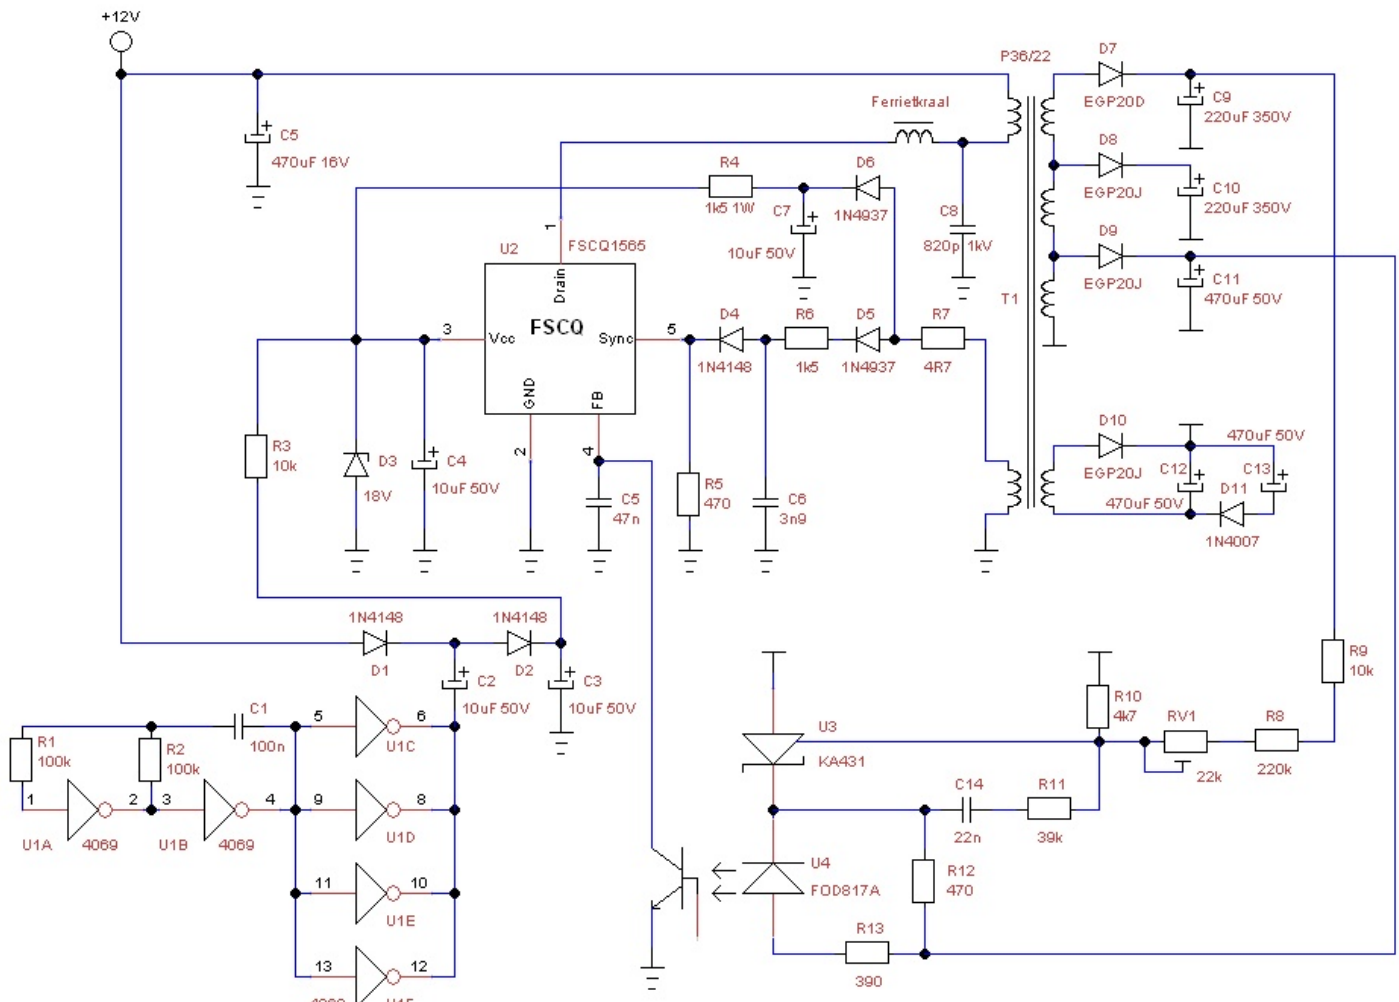 +12V
P36/22
D7
EGP20D
C9
220uF 350V
Ferrietkraal
C5
470uF 16V
D8
EGP20J
C10
220uF 350V
R4
1k5 1W
D6
1N4937
C7
10uF 50V
C8
820p 1kV
1
U2
FSCQ1565
Drain
FSCQ
D9
EGP20J
C11
470uF 50V
T1
3
Vcc
Sync
5
D4
1N4148
R6
1k5
D5
1N4937
R7
4R7
GND
FB
2
4
R3
10k
D3
18V
C4
10uF 50V
C5
47n
R5
470
C6
3n9
D10
EGP20J
470uF 50V
C12
C13
470uF 50V
D11
1N4007
1N4148
D1
1N4148
D2
C2
10uF 50V
C3
10uF 50V
R9
10k
R1
100k
R2
100k
C1
100n
5
6
U1C
U3
KA431
R10
4k7
RV1
22k
R8
220k
1
2
U1A
4069
3
4
U1B
4069
9
8
U1D
C14
22n
R11
39k
11
10
U1E
U4
FOD817A
R12
470
R13
390
13
12